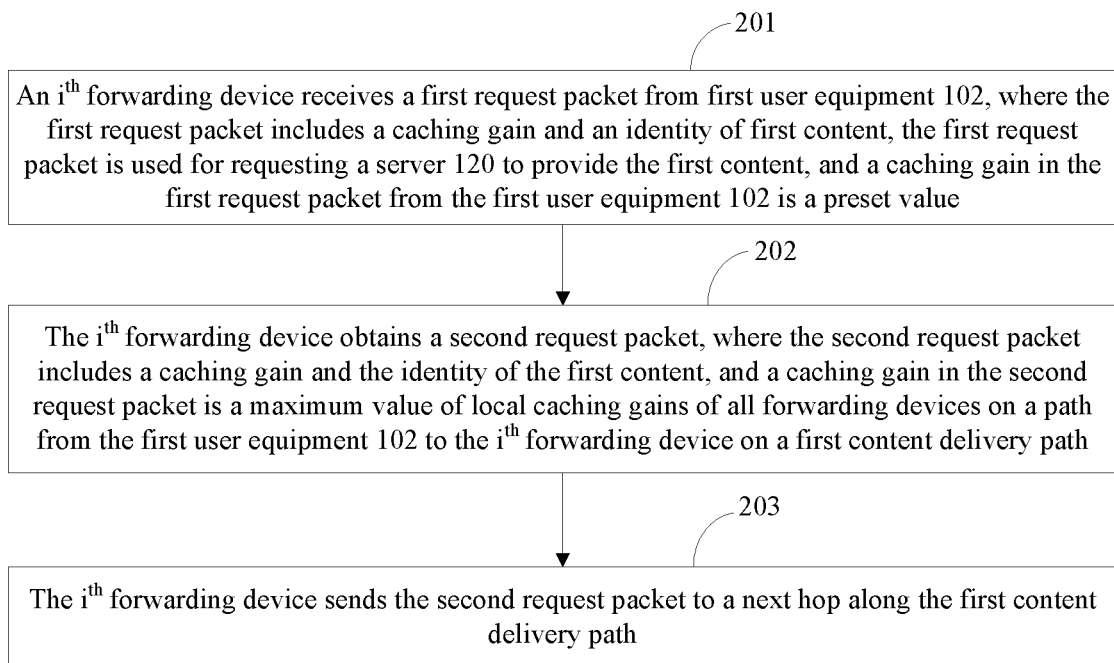 201
An i^th forwarding device receives a first request packet from first user equipment 102, where the
first request packet includes a caching gain and an identity of first content, the first request
packet is used for requesting a server 120 to provide the first content, and a caching gain in the
first request packet from the first user equipment 102 is a preset value
202
The i^th forwarding device obtains a second request packet, where the second request packet
includes a caching gain and the identity of the first content, and a caching gain in the second
request packet is a maximum value of local caching gains of all forwarding devices on a path
from the first user equipment 102 to the i^th forwarding device on a first content delivery path
203
The i^th forwarding device sends the second request packet to a next hop along the first content
delivery path